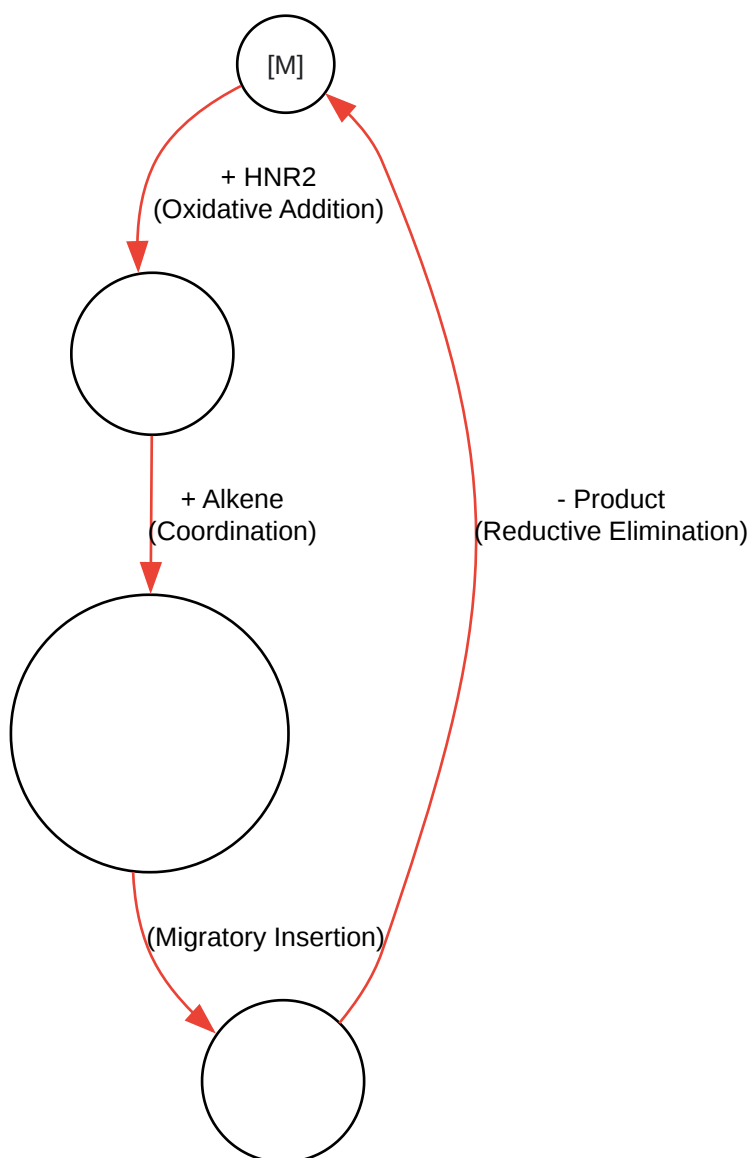 [M]
+ HNR2
(Oxidative Addition)
+ Alkene
(Coordination)
- Product
(Reductive Elimination)
(Migratory Insertion)